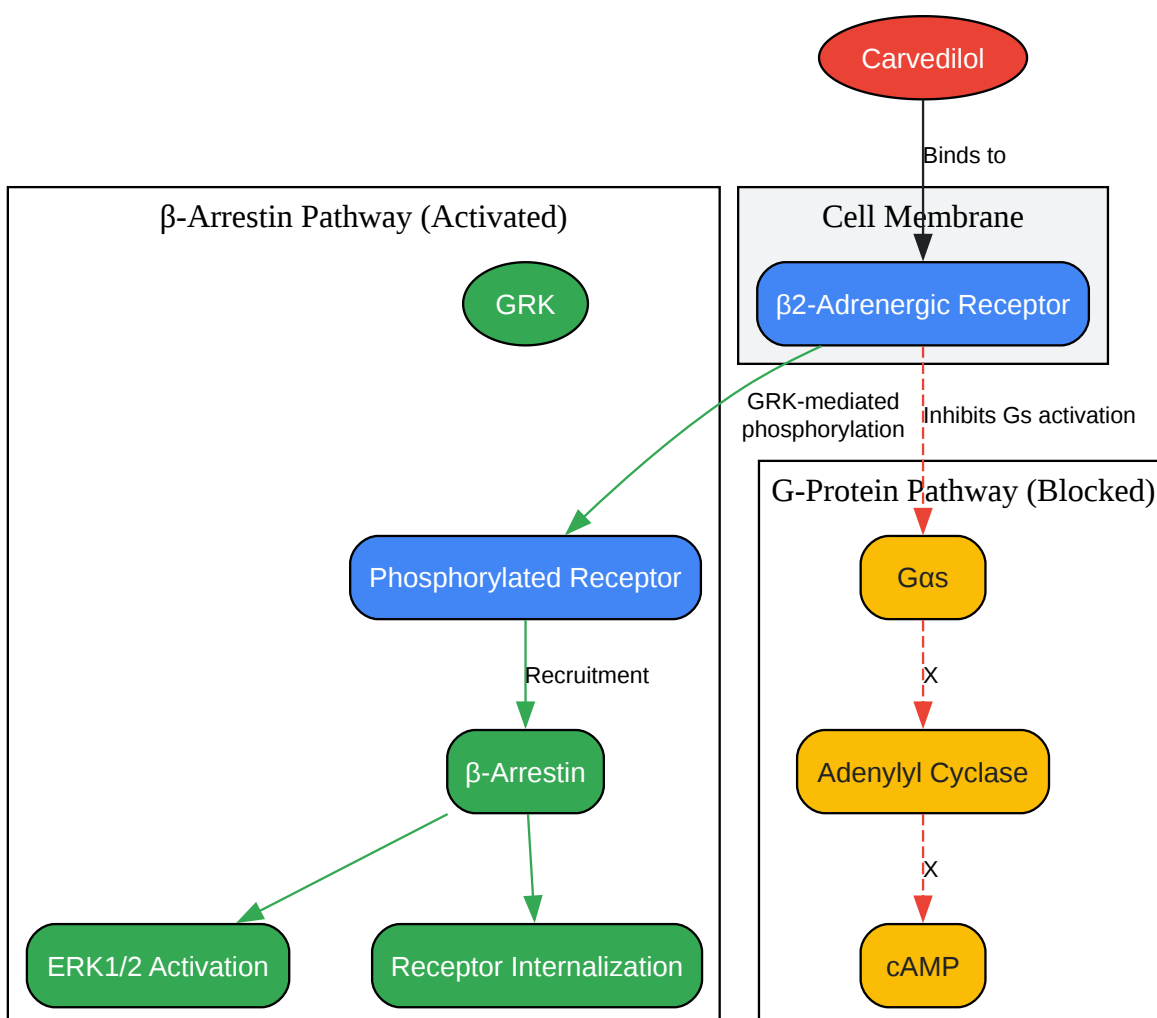 Carvedilol
Binds to
β-Arrestin Pathway (Activated)
Cell Membrane
GRK
β2-Adrenergic Receptor
GRK-mediated
phosphorylation
Inhibits Gs activation
G-Protein Pathway (Blocked)
Phosphorylated Receptor
Gαs
Recruitment
X
β-Arrestin
Adenylyl Cyclase
X
ERK1/2 Activation
Receptor Internalization
cAMP